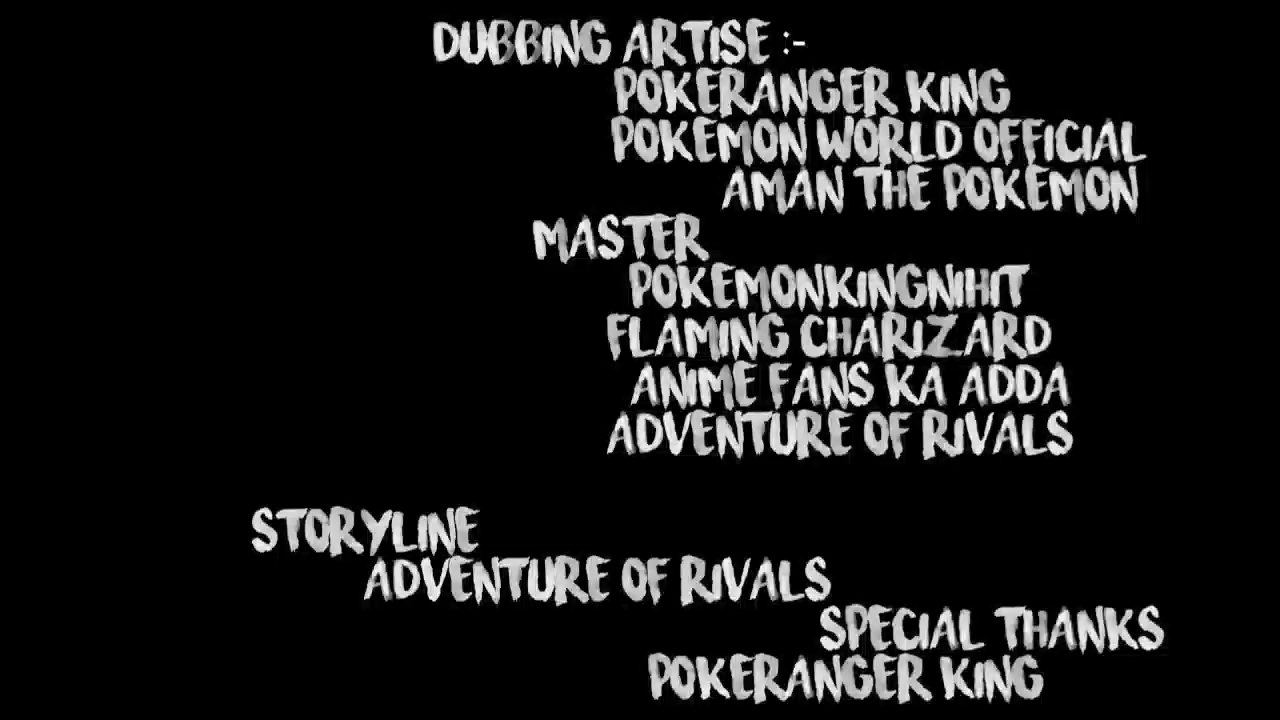 DUBBING ARTISE :-
POKERANGER KING
POKEMON WORLD OFFICIAL
AMAN THE POKEMON
MASTER
POKEMONKINGNIHIT
FLAMING CHARIZARD
ANIME FANS KA ADDA
ADVENTURE OF RIVALS
STORYLINE
ADVENTURE OF RIVALS
SPECIAL THANKS
POKERANGER KING